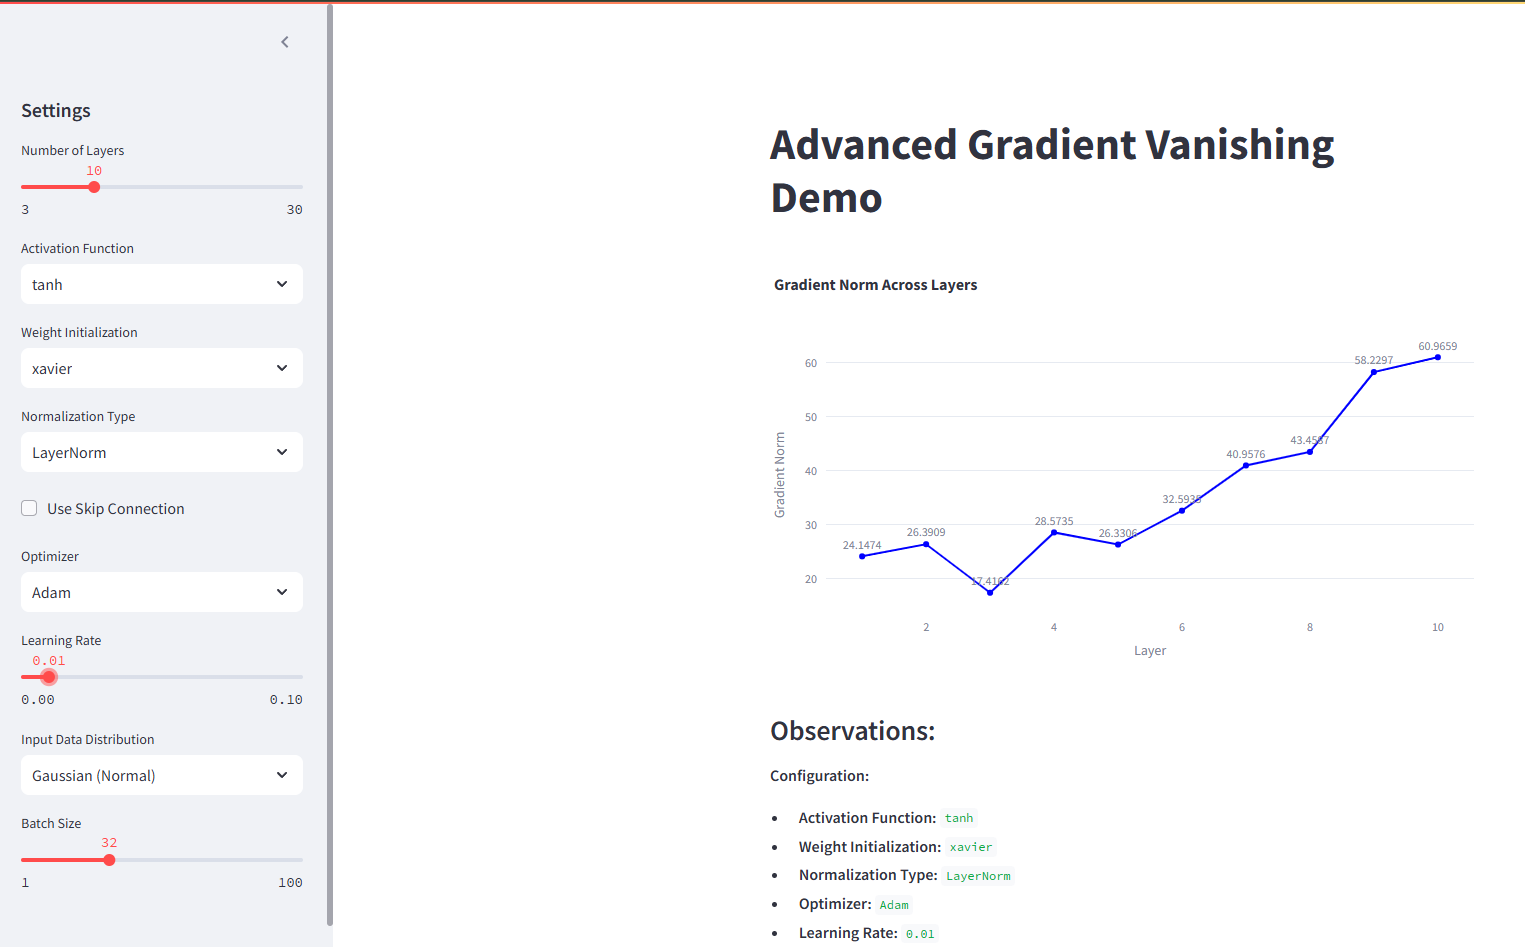 Settings
Number of Layers
10
3 30
Activation Function
tanh
Weight Initialization
xavier
Normalization Type
LayerNorm
Use Skip Connection
Optimizer
Adam
Learning Rate
0.01
0.00 0.10
Input Data Distribution
Gaussian (Normal)
Batch Size
32
1 100
Advanced Gradient Vanishing
Demo
Gradient Norm Across Layers
60.9659
58.2297
60
50
43.4587
40.9576
40
Gradient Norm
32.5935
30
28.5735
26.3909
26.3306
24.1474
20
17.4162
2 4 6 8 10
Layer
Observations:
Configuration:
• Activation Function: tanh
• Weight Initialization: xavier
• Normalization Type: LayerNorm
• Optimizer: Adam
• Learning Rate: 0.01